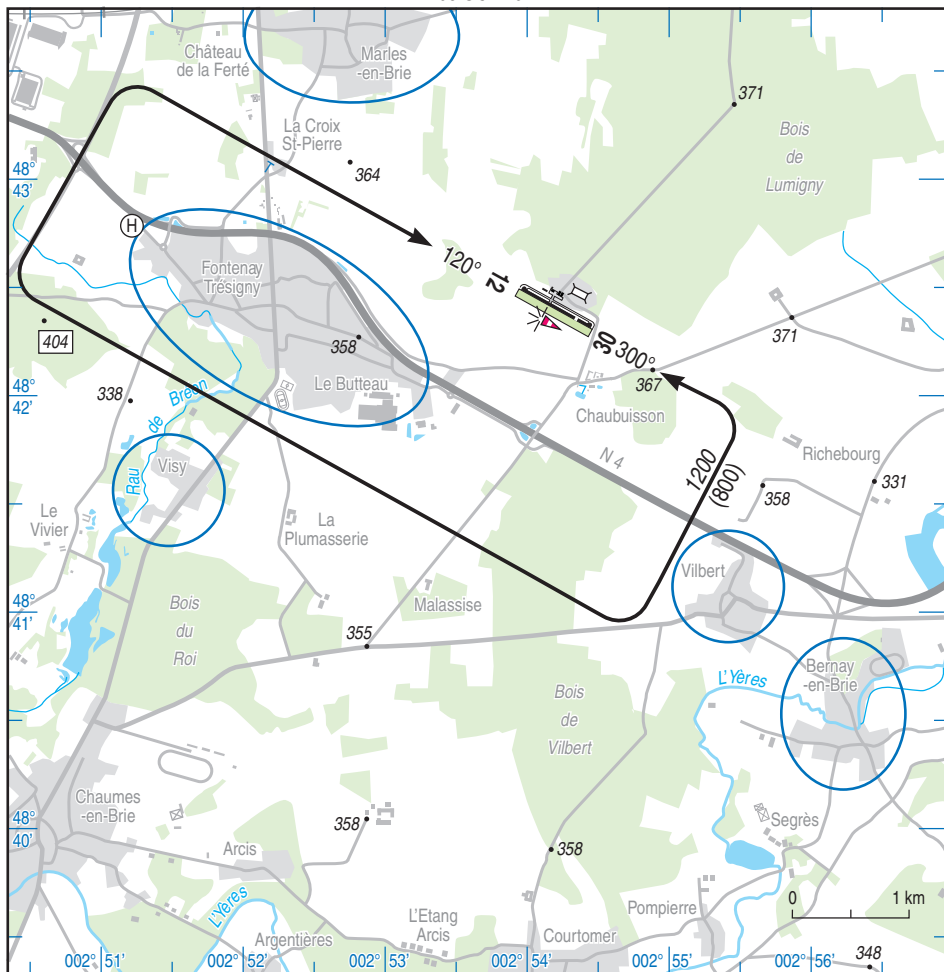 Château
de la Ferté
Marles
-en-Brie
371
Bois
de
Lumigny
La Croix
St-Pierre
364
48°
43'
H
120°
12
Fontenay
Trésigny
404
358
30
300°
371
367
48°
42'
338
Le Butteau
Chaubuisson
Rau de Bréon
Visy
N 4
1200
(800)
Richebourg
358
331
Le
Vivier
La
Plumasserie
Vilbert
Malassise
48°
41'
Bois
du
Roi
355
Bois
de
Vilbert
L'Yères
Bernay
-en-Brie
Chaumes
-en-Brie
48°
40'
358
Arcis
358
Segrès
0 1 km
L'Yères
L'Etang
Arcis
Pompierre
Argentières
Courtomer
348
002° 51'
002° 52'
002° 53'
002° 54'
002° 55'
002° 56'